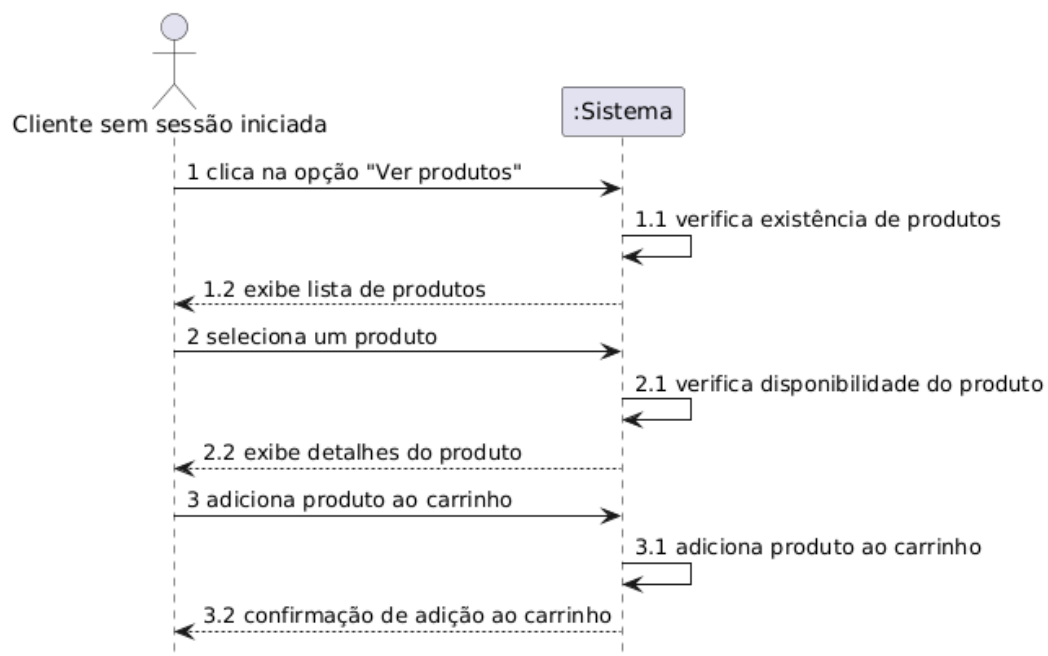 Cliente sem sessão iniciada
:Sistema
1 clica na opção "Ver produtos"
1.1 verifica existência de produtos
1.2 exibe lista de produtos
2 seleciona um produto
2.1 verifica disponibilidade do produto
2.2 exibe detalhes do produto
3 adiciona produto ao carrinho
3.1 adiciona produto ao carrinho
3.2 confirmação de adição ao carrinho